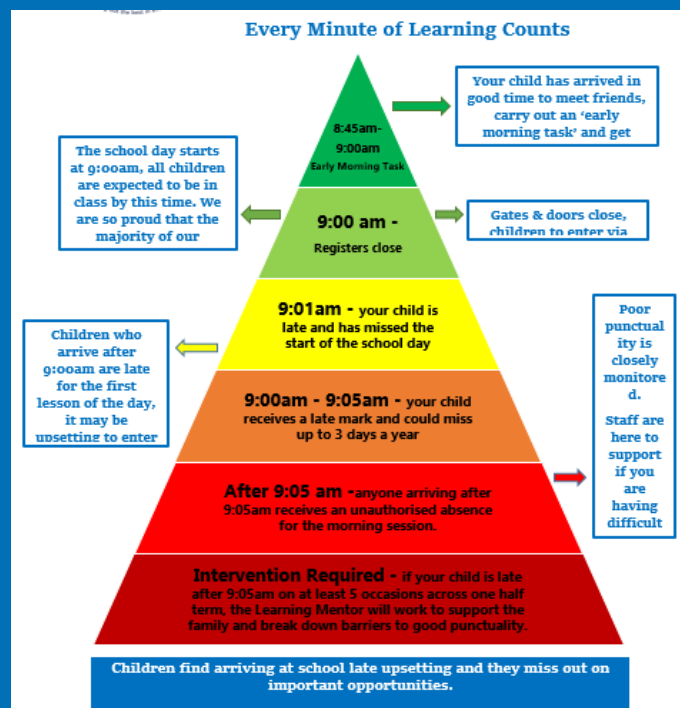 Every Minute of Learning Counts
8:45am-
9:00am
Early Morning Task
Your child has arrived in
good time to meet friends,
carry out an ‘early
morning task’ and get
The school day starts
at 9:00am, all children
are expected to be in
class by this time. We
are so proud that the
majority of our
9:00 am -
Registers close
Gates & doors close,
children to enter via
9:01am - your child is
late and has missed the
start of the school day
Children who
arrive after
9:00am are late
for the first
lesson of the day,
it may be
upsetting to enter
Poor
punctual
ity is
closely
monitore
d.
Staff are
here to
support
if you
are
having
difficult
9:00am - 9:05am - your child
receives a late mark and could miss
up to 3 days a year
After 9:05 am -anyone arriving after
9:05am receives an unauthorised absence
for the morning session.
Intervention Required - if your child is late
after 9:05am on at least 5 occasions across one half
term, the Learning Mentor will work to support the
family and break down barriers to good punctuality.
Children find arriving at school late upsetting and they miss out on
important opportunities.